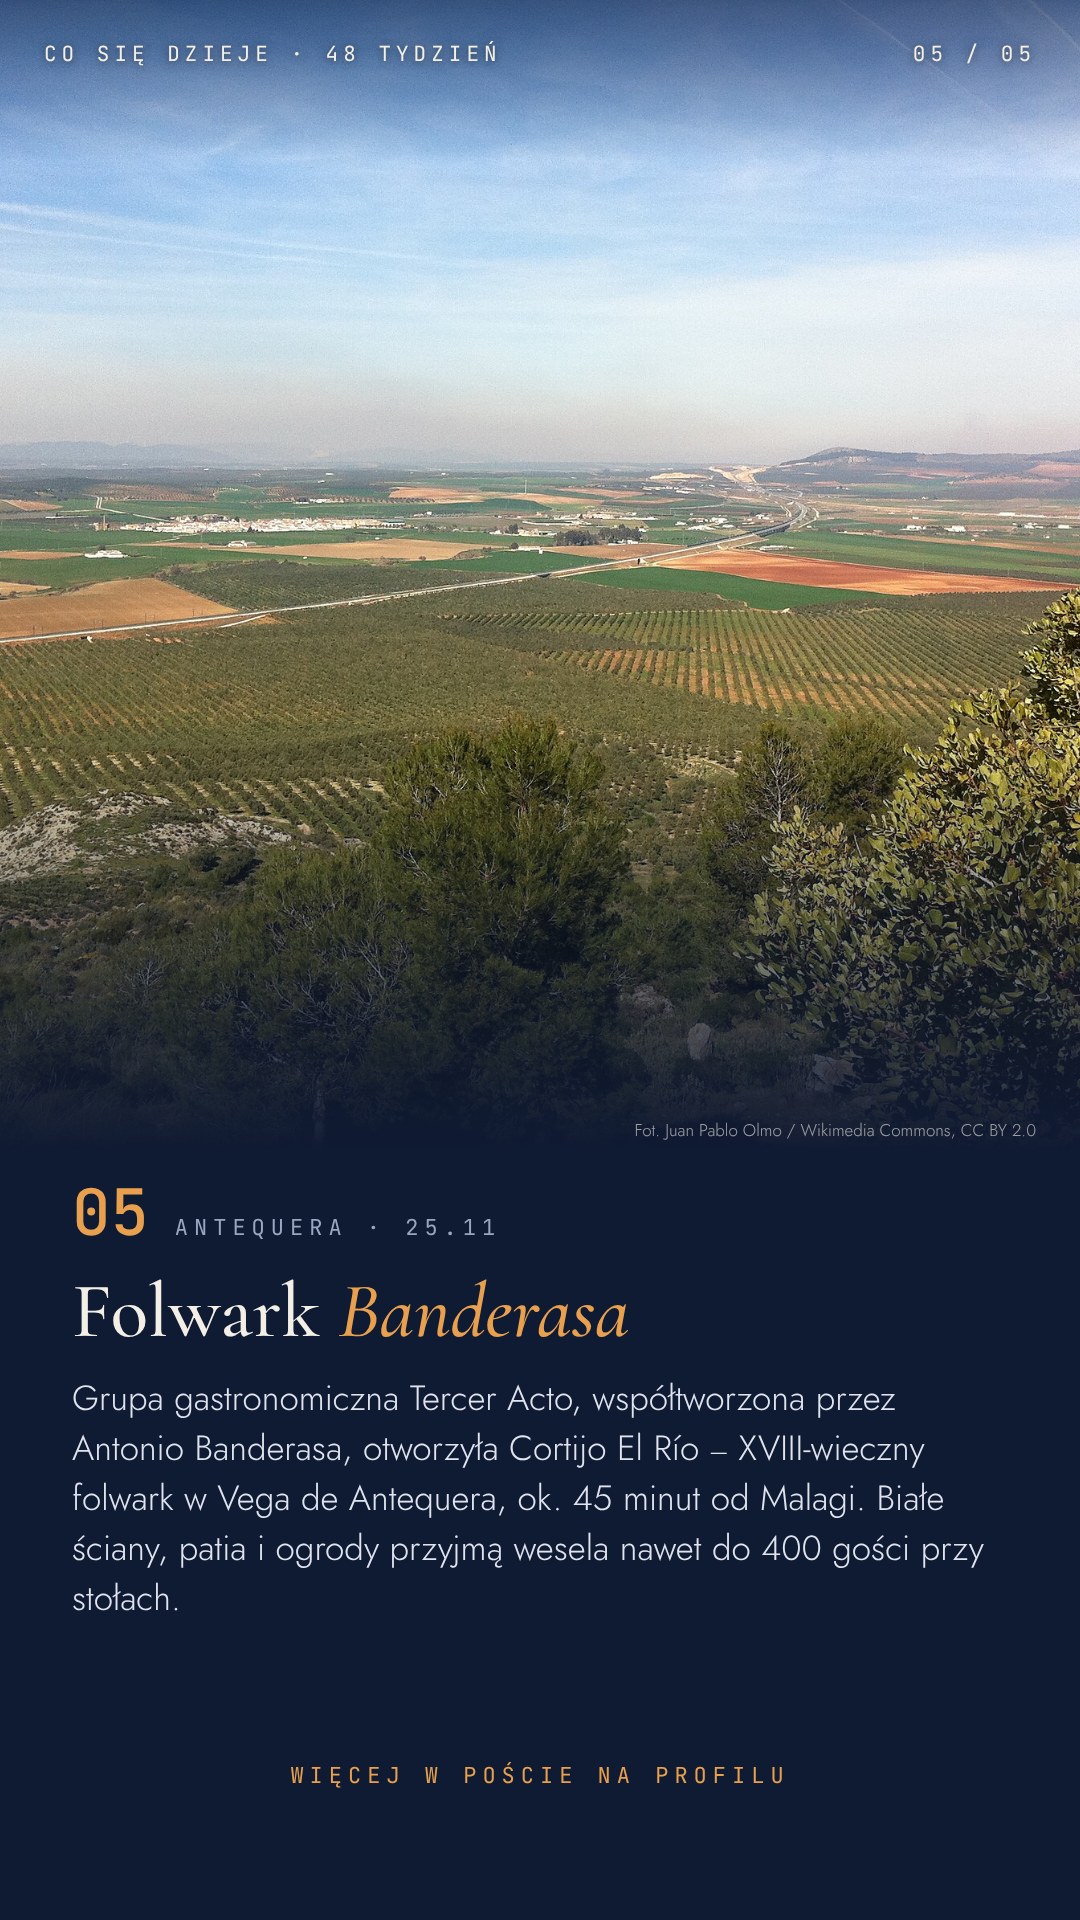 CO SIĘ DZIEJE · 48 TYDZIEŃ
05 / 05
Fot. Juan Pablo Olmo / Wikimedia Commons, CC BY 2.0
05 ANTEQUERA · 25.11
Folwark Banderasa
Grupa gastronomiczna Tercer Acto, współtworzona przez
Antonio Banderasa, otworzyła Cortijo El Río – XVIII-wieczny
folwark w Vega de Antequera, ok. 45 minut od Malagi. Białe
ściany, patia i ogrody przyjmą wesela nawet do 400 gości przy
stołach.
WIĘCEJ W POŚCIE NA PROFILU